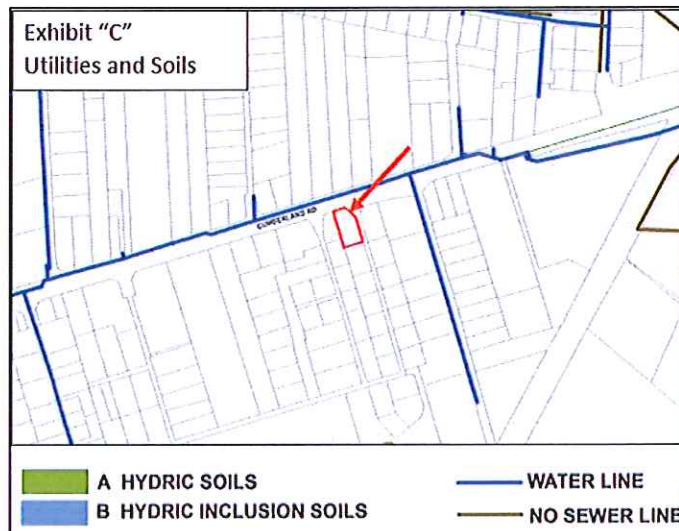 Exhibit “C”
Utilities and Soils
CUMBERLAND RD
A HYDRIC SOILS
B HYDRIC INCLUSION SOILS
WATER LINE
NO SEWER LINE